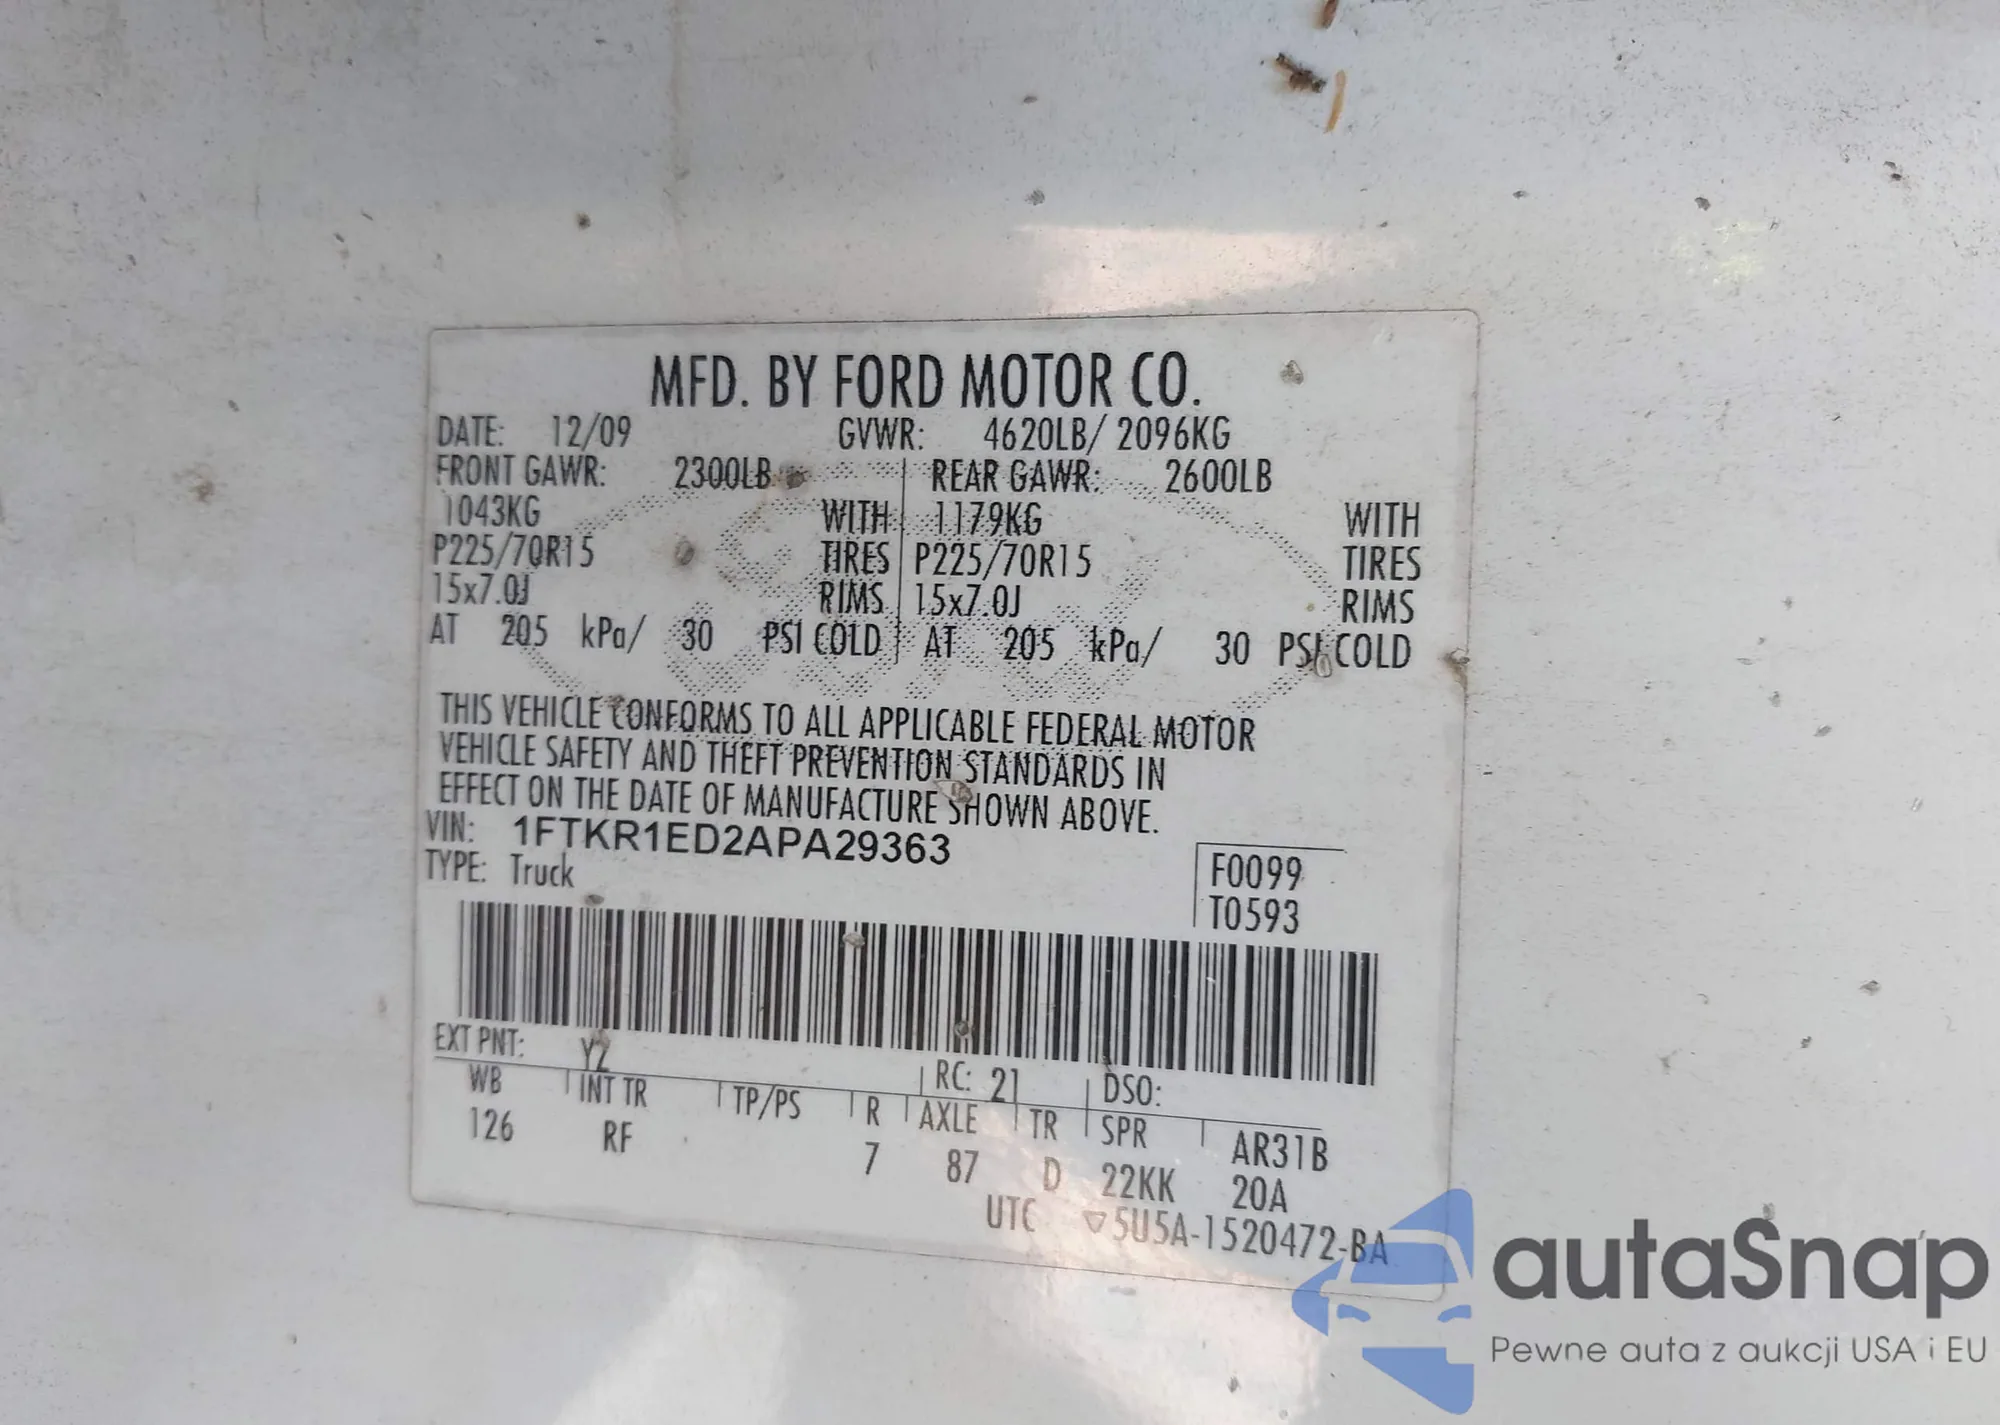 MFD. BY FORD MOTOR CO.
DATE: 12/09 GVWR: 4620LB/ 2096KG
FRONT GAWR: 2300LB REAR GAWR: 2600LB
1043KG WITH 1179KG WITH
P225/70R15 TIRES P225/70R15 TIRES
15x7.0J RIMS 15x7.0J RIMS
AT 205 kPa/ 30 PSI COLD AT 205 kPa/ 30 PSI COLD
THIS VEHICLE CONFORMS TO ALL APPLICABLE FEDERAL MOTOR
VEHICLE SAFETY AND THEFT PREVENTION STANDARDS IN
EFFECT ON THE DATE OF MANUFACTURE SHOWN ABOVE.
VIN: 1FTKR1ED2APA29363
TYPE: Truck
F0099
T0593
EXT PNT: YZ RC: 21 DSO:
WB INT TR TP/PS R AXLE TR SPR AR31B
126 RF 7 87 D 22KK 20A
UTC ▽5U5A-1520472-BA
autaSnap
Pewne auta z aukcji USA i EU